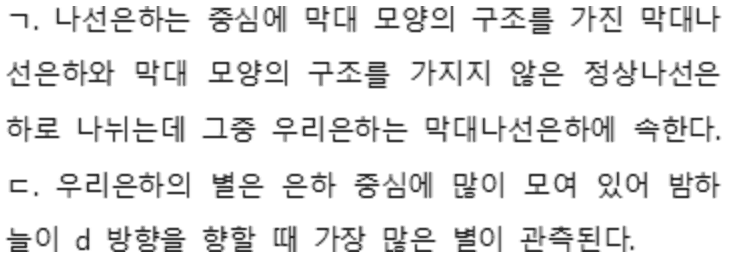 ㄱ. 나선은하는 중심에 막대 모양의 구조를 가진 막대나
선은하와 막대 모양의 구조를 가지지 않은 정상나선은
하로 나뉘는데 그중 우리은하는 막대나선은하에 속한다.
ㄷ. 우리은하의 별은 은하 중심에 많이 모여 있어 밤하
늘이 d 방향을 향할 때 가장 많은 별이 관측된다.